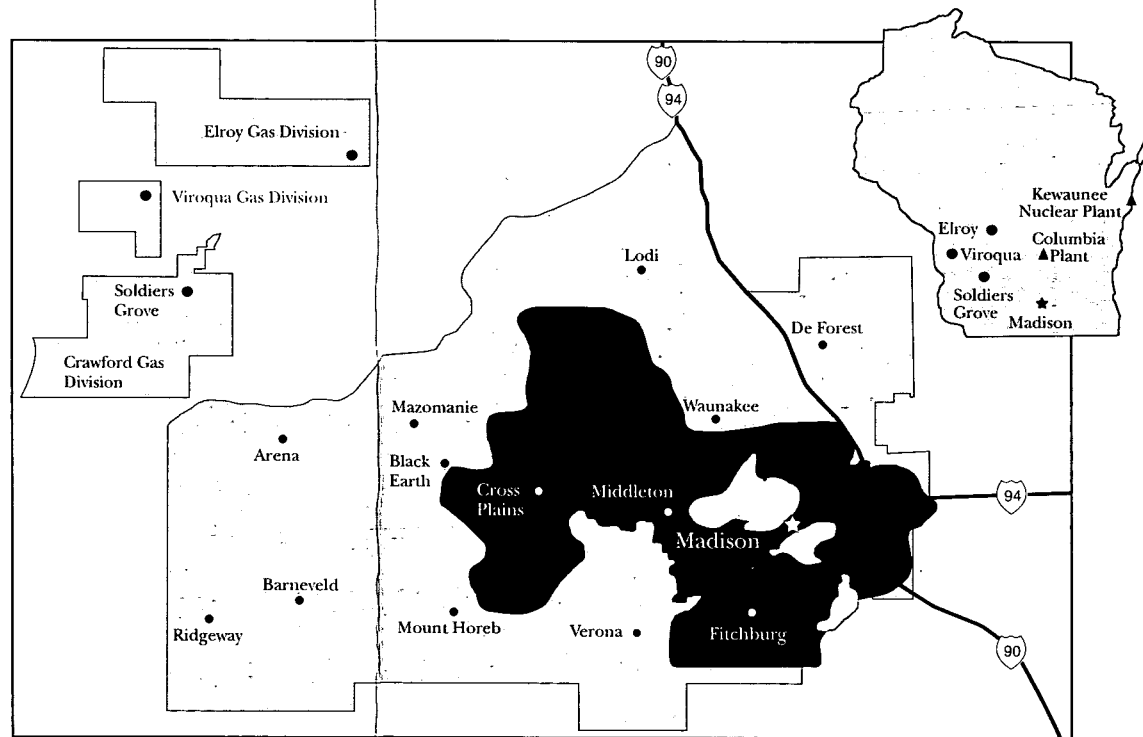 90
94
Elroy Gas Division
Viroqua Gas Division
Soldiers
Grove
Crawford Gas
Division
Lodi
De Forest
Mazomanie
Waunakee
Arena
Black
Earth
Cross
Plains
Middleton
Madison
94
Barneveld
Ridgeway
Mount Horeb
Verona
Fitchburg
90
Kewaunee
Nuclear Plant
Elroy
Columbia
Plant
Viroqua
Soldiers
Grove
Madison